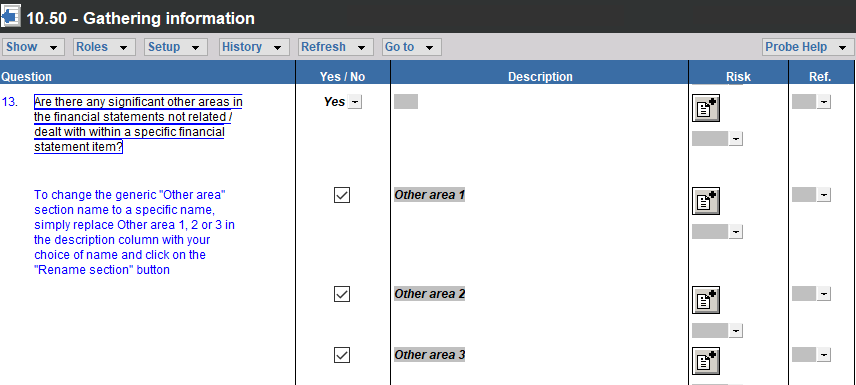 10.50 - Gathering information
Show Roles Setup History Refresh Go to Probe Help
Question Yes / No Description Risk Ref.
13. Are there any significant other areas in Yes
the financial statements not related /
dealt with within a specific financial
statement item?
To change the generic "Other area" Other area 1
section name to a specific name,
simply replace Other area 1, 2 or 3 in
the description column with your
choice of name and click on the
"Rename section" button
Other area 2
Other area 3